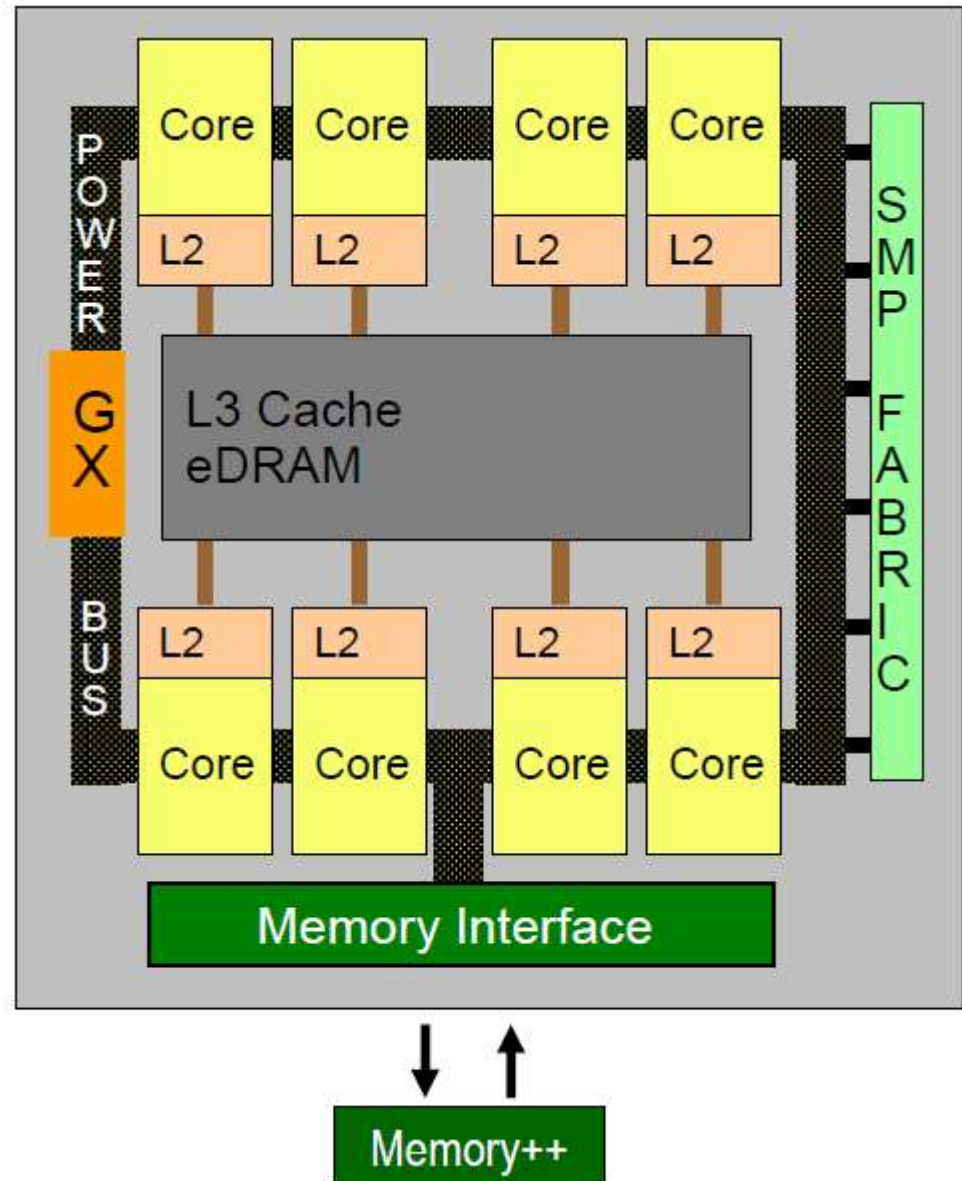 Core Core Core Core
L2 L2 L2 L2
POWER
GX
BUS
L3 Cache
eDRAM
SMP FABRIC
L2 L2 L2 L2
Core Core Core Core
Memory Interface
Memory++